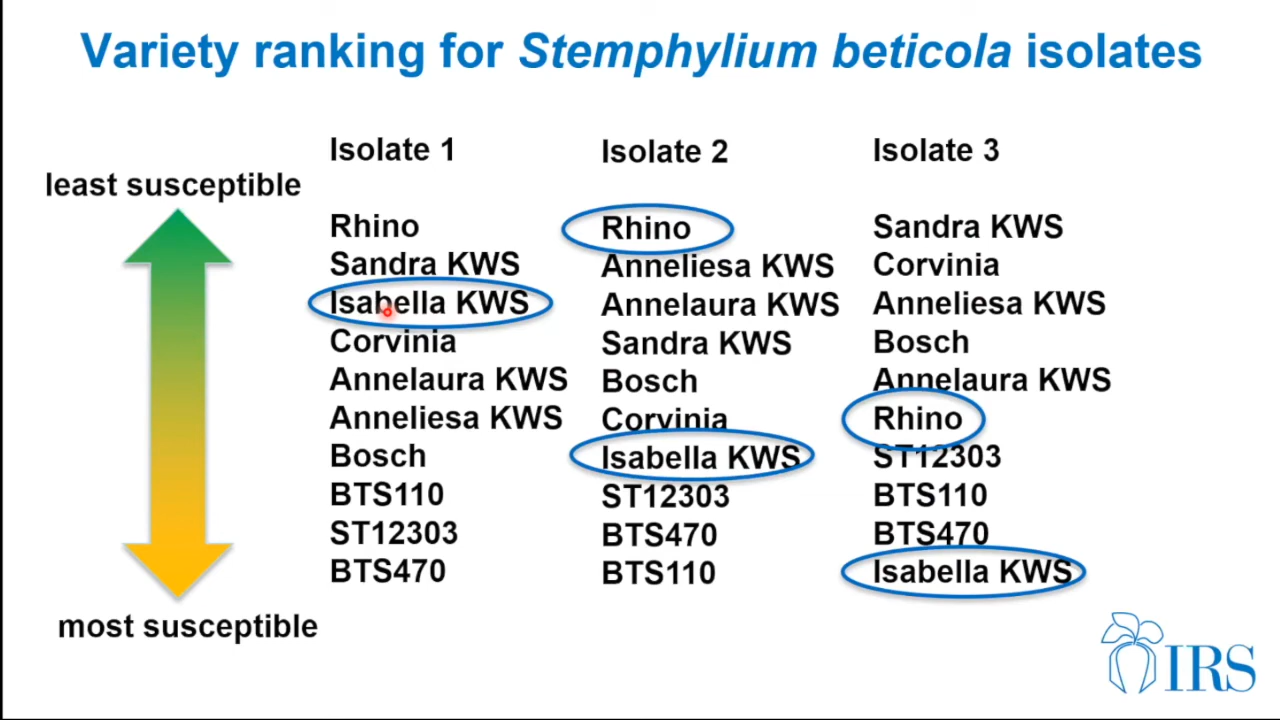 Variety ranking for Stemphylium beticola isolates
least susceptible
most susceptible
Isolate 1
Rhino
Sandra KWS
Isabella KWS
Corvinia
Annelaura KWS
Anneliesa KWS
Bosch
BTS110
ST12303
BTS470
Isolate 2
Rhino
Anneliesa KWS
Annelaura KWS
Sandra KWS
Bosch
Corvinia
Isabella KWS
ST12303
BTS470
BTS110
Isolate 3
Sandra KWS
Corvinia
Anneliesa KWS
Bosch
Annelaura KWS
Rhino
ST12303
BTS110
BTS470
Isabella KWS
IRS